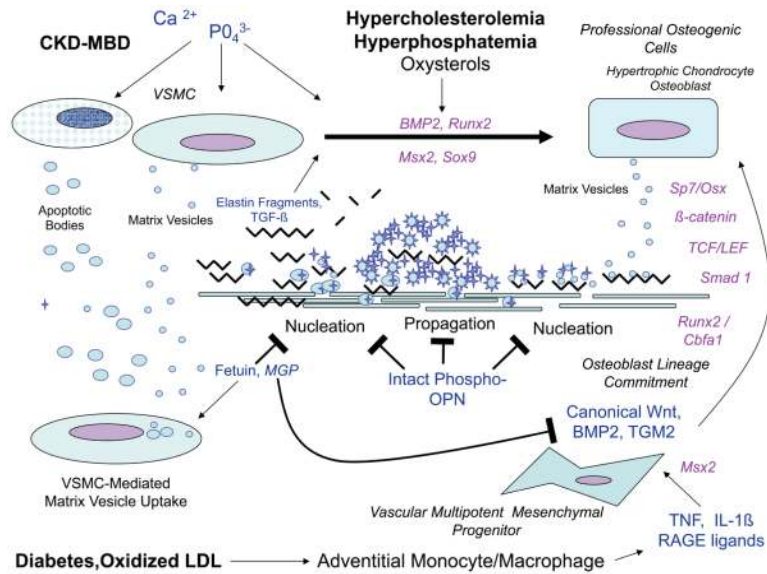 Ca 2+
PO₄³⁻
CKD-MBD
VSMC
Hypercholesterolemia
Hyperphosphatemia
Oxysterols
BMP2, Runx2
Msx2, Sox9
Professional Osteogenic
Cells
Hypertrophic Chondrocyte
Osteoblast
Apoptotic
Bodies
Matrix Vesicles
Elastin Fragments,
TGF-ß
Matrix Vesicles
Sp7/Osx
ß-catenin
TCF/LEF
Smad 1
Runx2 /
Cbfa1
Nucleation
Propagation
Nucleation
Fetuin, MGP
Intact Phospho-
OPN
Osteoblast Lineage
Commitment
Canonical Wnt,
BMP2, TGM2
Msx2
VSMC-Mediated
Matrix Vesicle Uptake
Vascular Multipotent Mesenchymal
Progenitor
TNF, IL-1ß
RAGE ligands
Diabetes,Oxidized LDL
Adventitial Monocyte/Macrophage